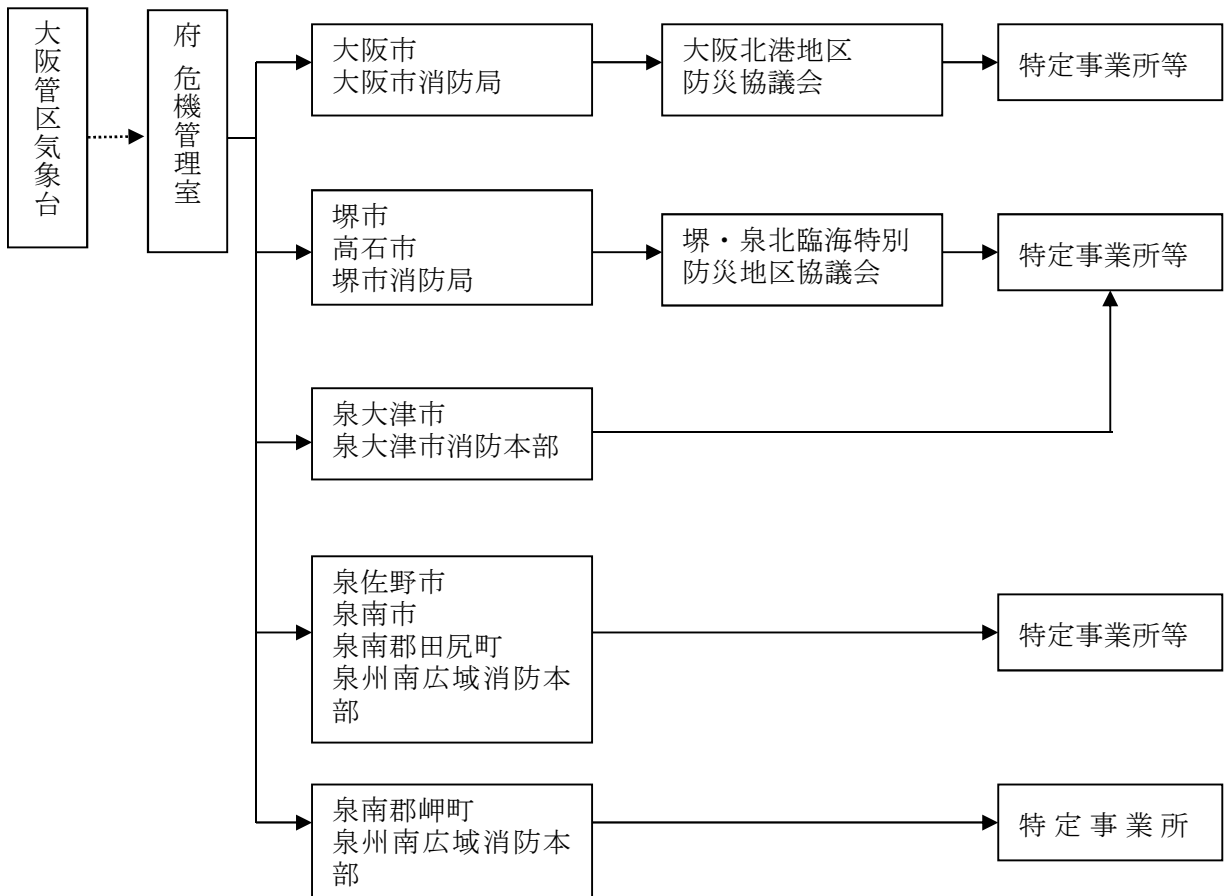 大阪管区気象台
府 危機管理室
大阪市
大阪市消防局
大阪北港地区
防災協議会
特定事業所等
堺市
高石市
堺市消防局
堺・泉北臨海特別
防災地区協議会
特定事業所等
泉大津市
泉大津市消防本部
泉佐野市
泉南市
泉南郡田尻町
泉州南広域消防本
部
特定事業所等
泉南郡岬町
泉州南広域消防本
部
特 定 事 業 所